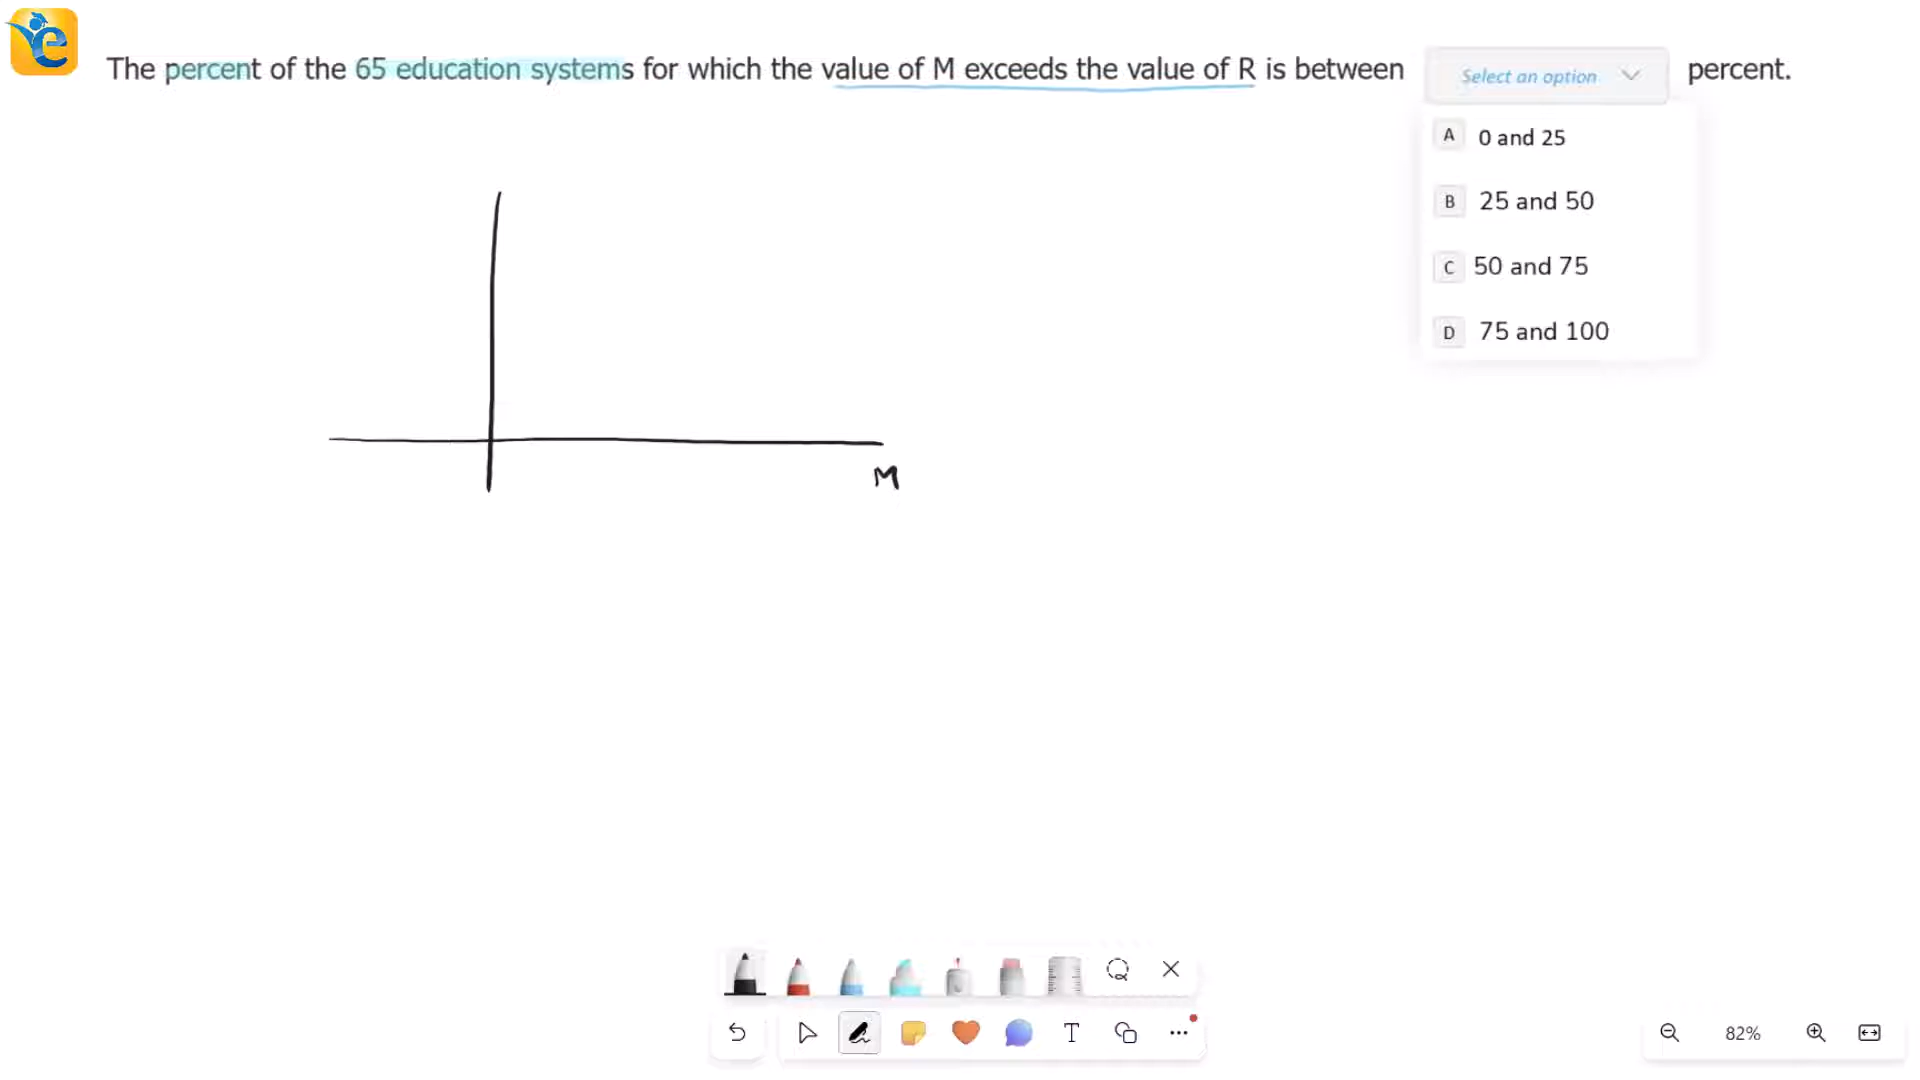 The percent of the 65 education systems for which the value of M exceeds the value of R is between Select an option percent.
A 0 and 25
B 25 and 50
C 50 and 75
D 75 and 100
M
T
82%